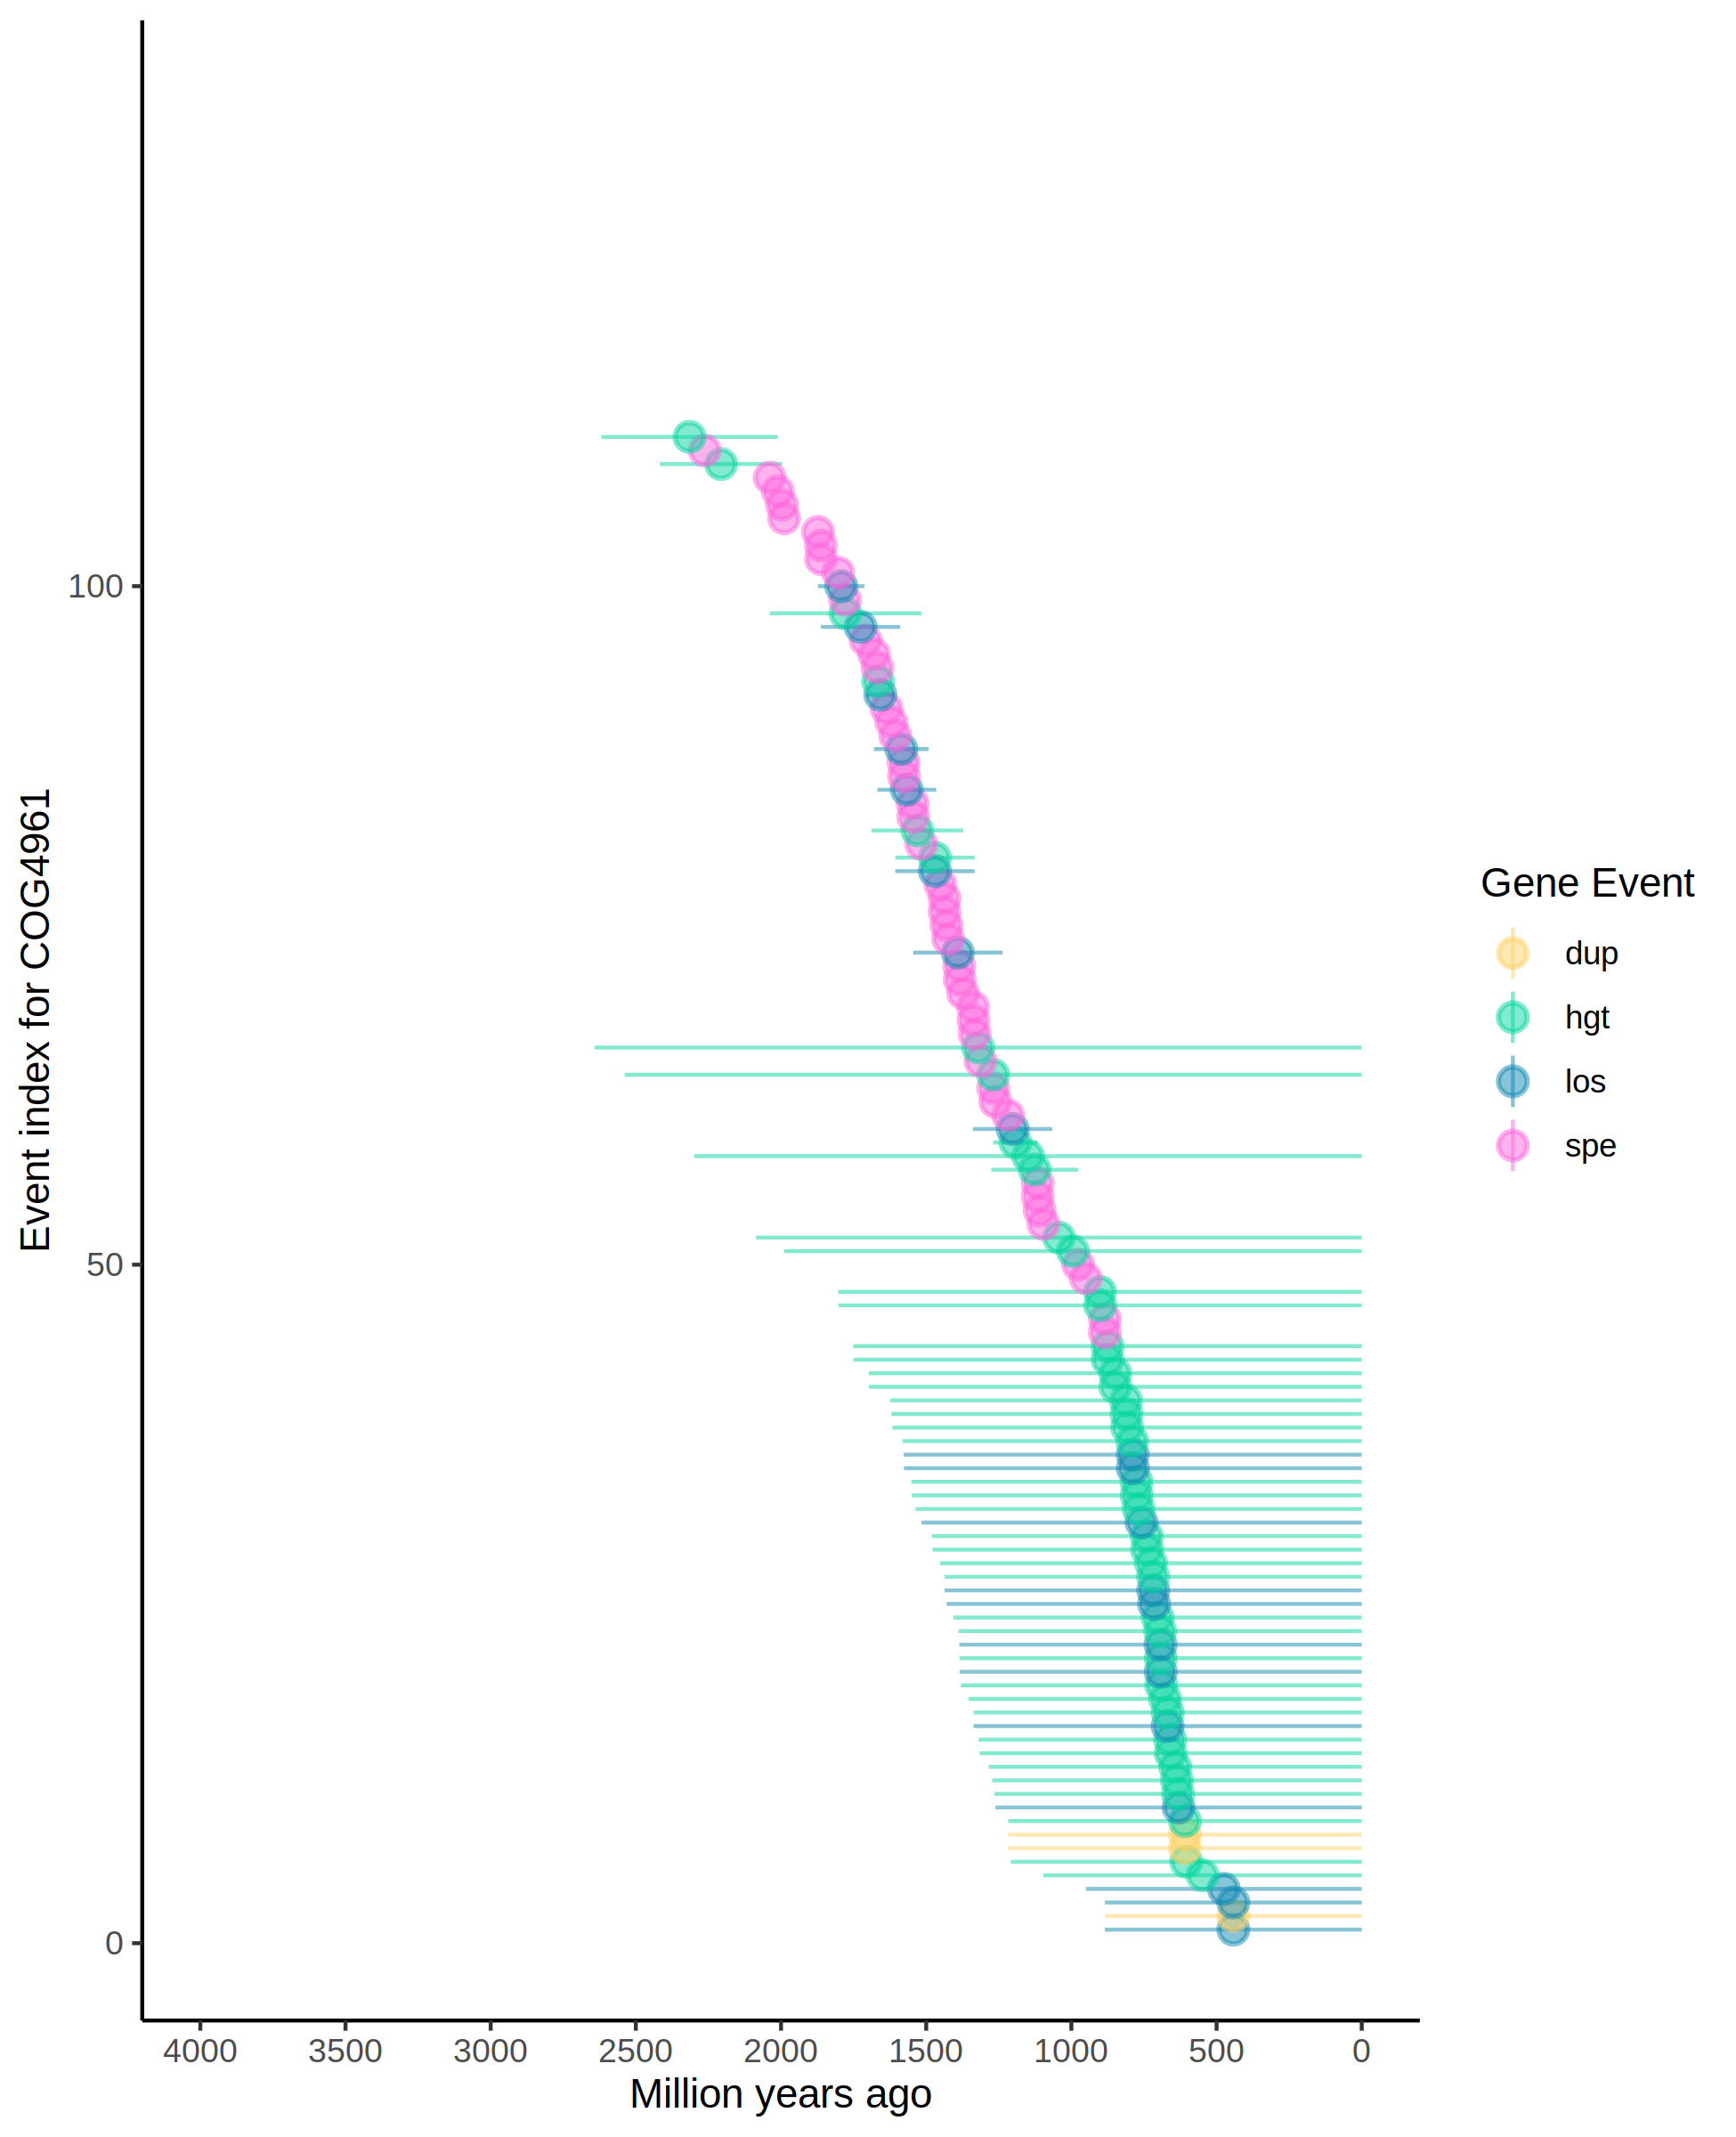 100
50
0
Event index for COG4961
4000 3500 3000 2500 2000 1500 1000 500 0
Million years ago
Gene Event
dup
hgt
los
spe